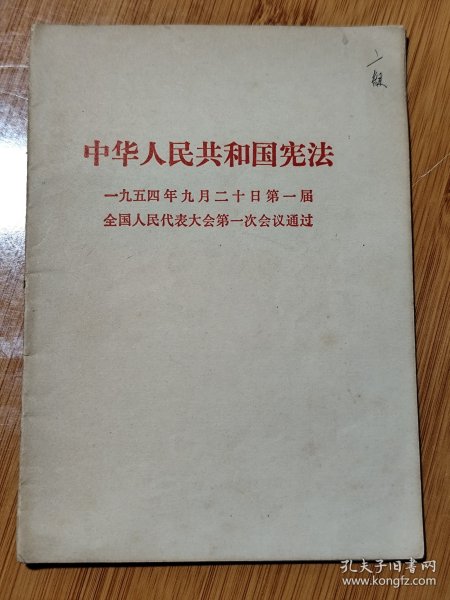 中华人民共和国宪法
一九五四年九月二十日第一届
全国人民代表大会第一次会议通过
孔夫子旧书网
www.kongfz.com